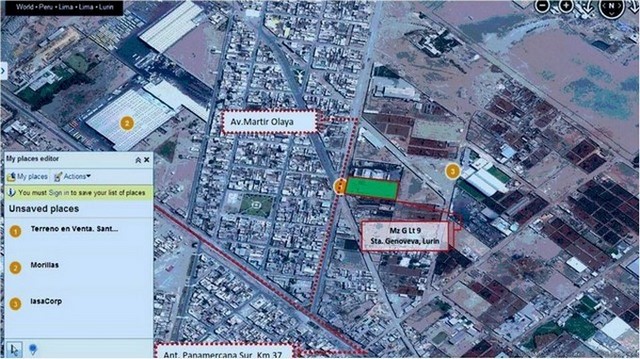 World • Peru • Lima • Lima • Lurin
N
2
Av.Martir Olaya
My places editor
My places
Actions
You must Sign in to save your list of places
Unsaved places
1 Terreno en Venta. Sant...
2 Morillas
3 IasaCorp
3
Mz G Lt 9
Sta. Genoveva, Lurín
Ant. Panamercana Sur Km 37